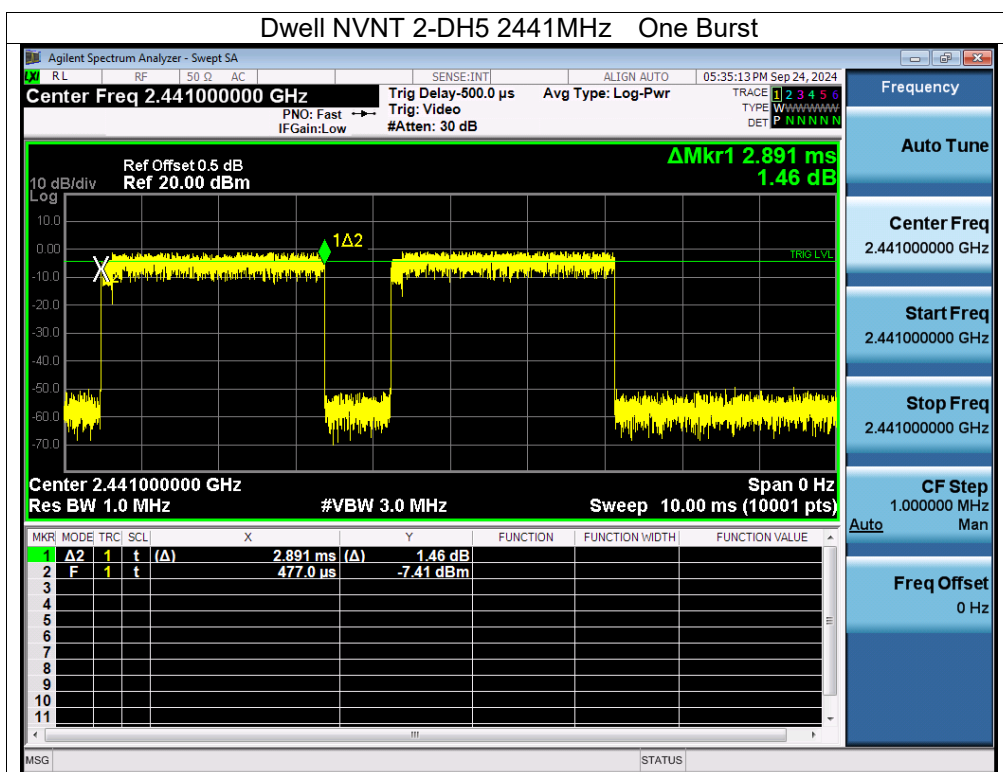 Dwell NVNT 2-DH5 2441MHz One Burst
Agilent Spectrum Analyzer - Swept SA
LXI RL RF 50 Ω AC SENSE:INT ALIGN AUTO 05:35:13 PM Sep 24, 2024
Center Freq 2.441000000 GHz
PNO: Fast
IFGain:Low
Trig Delay-500.0 µs
Trig: Video
#Atten: 30 dB
Avg Type: Log-Pwr
TRACE 1 2 3 4 5 6
TYPE WWWWWW
DET P N N N N N
Ref Offset 0.5 dB
Ref 20.00 dBm
10 dB/div
Log
ΔMkr1 2.891 ms
1.46 dB
10.0
0.00
-10.0
-20.0
-30.0
-40.0
-50.0
-60.0
-70.0
1Δ2
TRIG LVL
Center 2.441000000 GHz Span 0 Hz
Res BW 1.0 MHz #VBW 3.0 MHz Sweep 10.00 ms (10001 pts)
MKR MODE TRC SCL X Y FUNCTION FUNCTION WIDTH FUNCTION VALUE
1 Δ2 1 t (Δ) 2.891 ms (Δ) 1.46 dB
2 F 1 t 477.0 µs -7.41 dBm
3
4
5
6
7
8
9
10
11
MSG STATUS
Frequency
Auto Tune
Center Freq
2.441000000 GHz
Start Freq
2.441000000 GHz
Stop Freq
2.441000000 GHz
CF Step
1.000000 MHz
Auto Man
Freq Offset
0 Hz